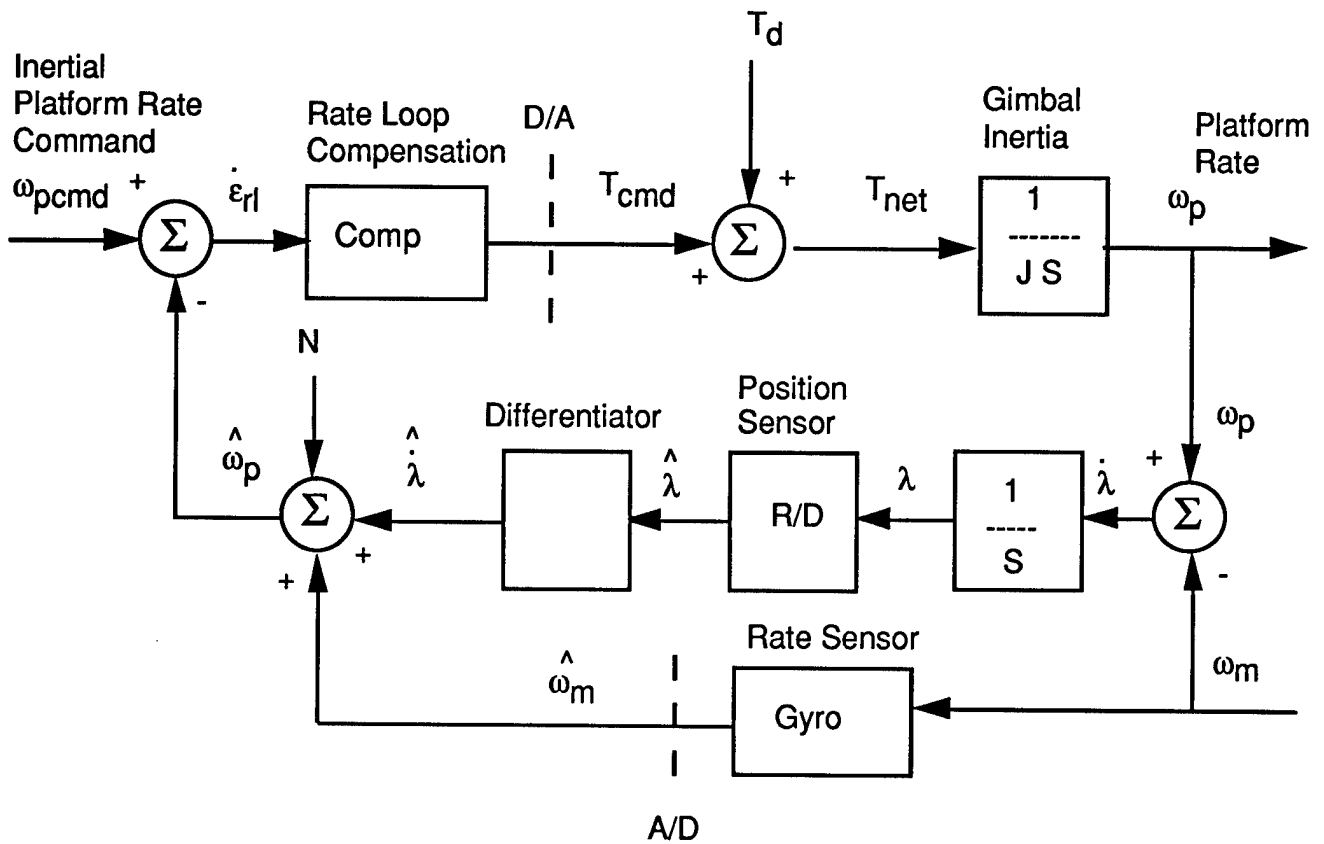 T_d
Inertial
Platform Rate
Command
Rate Loop
Compensation
D/A
Gimbal
Inertia
Platform
Rate
ω_pcmd
+
ε̇_rl
T_cmd
+
T_net
ω_p
Σ
Comp
Σ
1
-------
J S
-
+
N
Differentiator
Position
Sensor
ω_p
ω̂_p
λ̇̂
λ̂
λ
λ̇
+
Σ
R/D
1
-----
S
Σ
+
+
-
Rate Sensor
ω̂_m
Gyro
ω_m
A/D